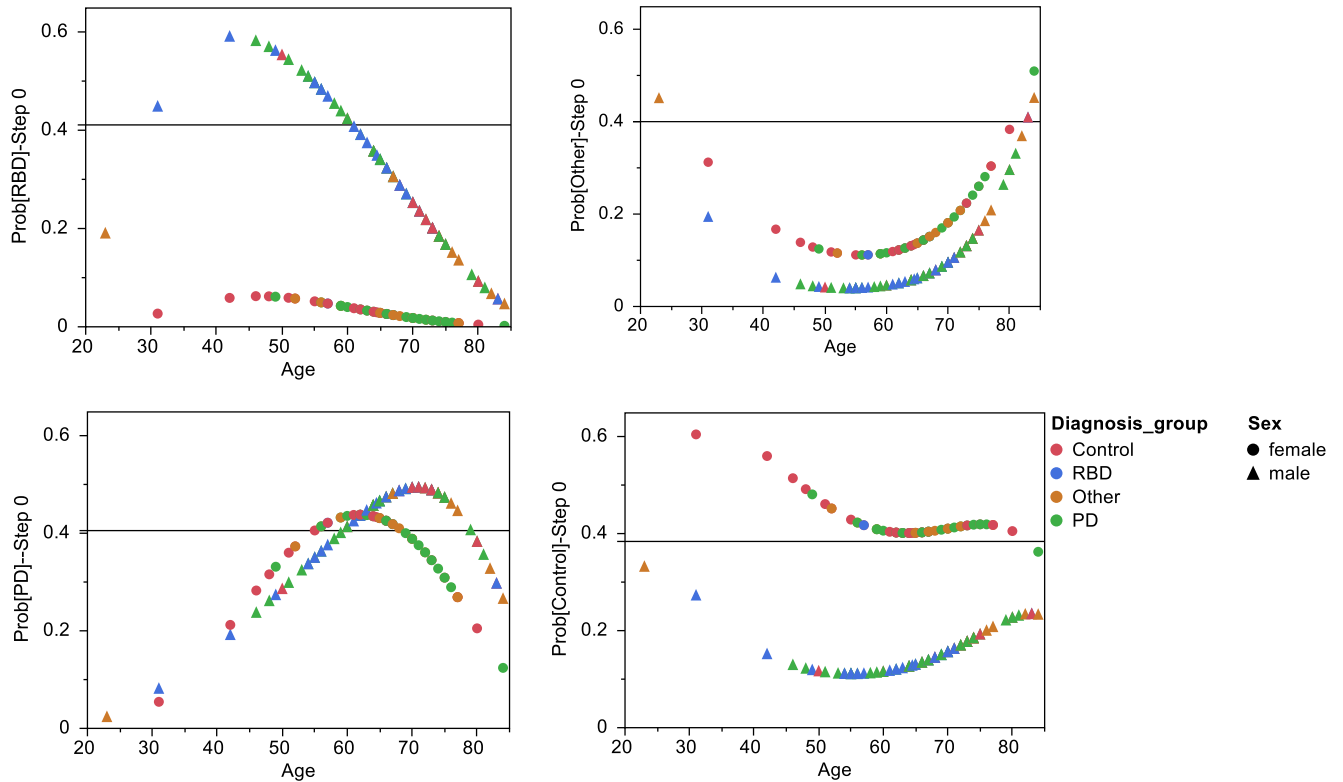 Prob[RBD]-Step 0
0.6
0.4
0.2
0
20 30 40 50 60 70 80
Age
Prob[Other]-Step 0
0.6
0.4
0.2
0
20 30 40 50 60 70 80
Age
Prob[PD]--Step 0
0.6
0.4
0.2
0
20 30 40 50 60 70 80
Age
Prob[Control]-Step 0
0.6
0.4
0.2
0
20 30 40 50 60 70 80
Age
Diagnosis_group
Control
RBD
Other
PD
Sex
female
male